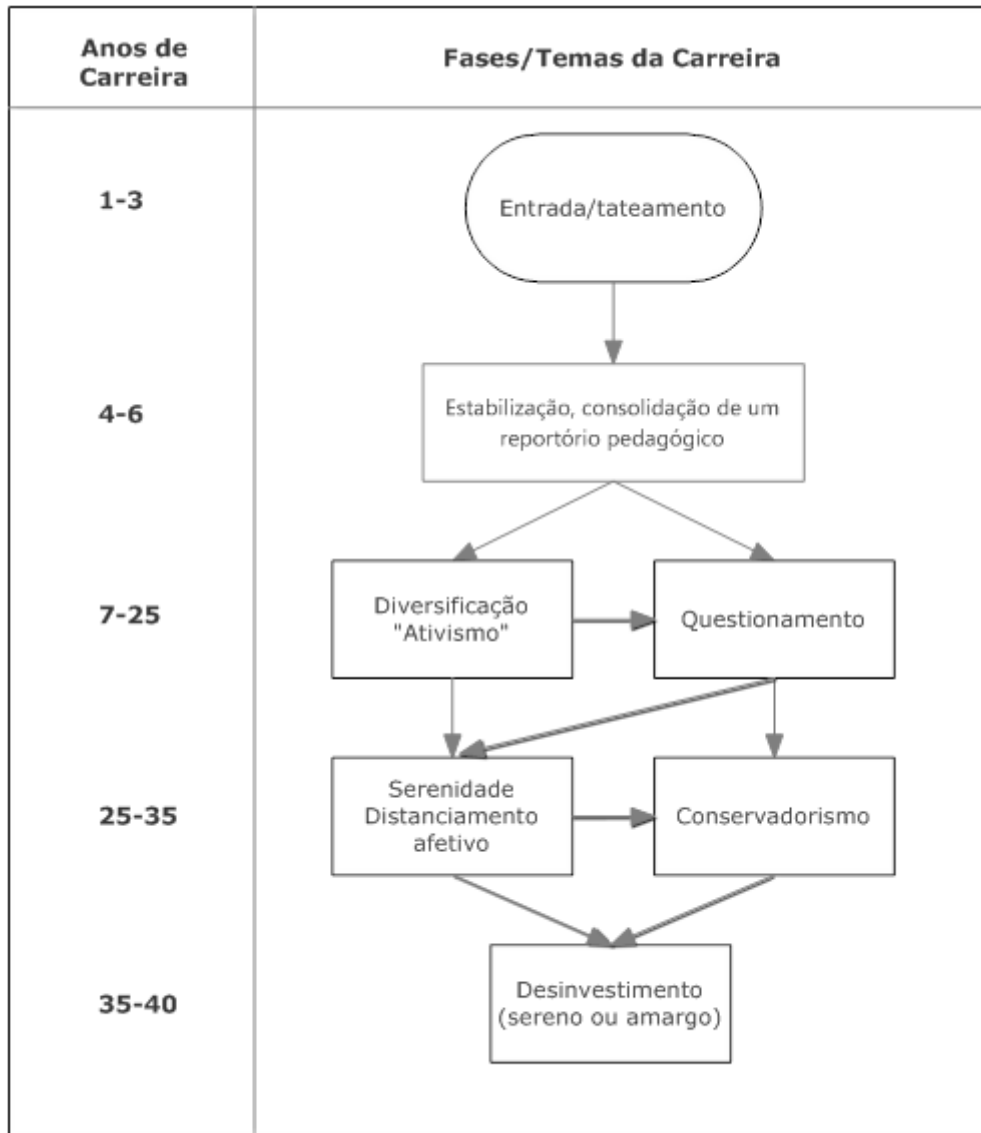 Anos de
Carreira
Fases/Temas da Carreira
1-3
Entrada/tateamento
4-6
Estabilização, consolidação de um
reportório pedagógico
7-25
Diversificação
"Ativismo"
Questionamento
25-35
Serenidade
Distanciamento
afetivo
Conservadorismo
35-40
Desinvestimento
(sereno ou amargo)